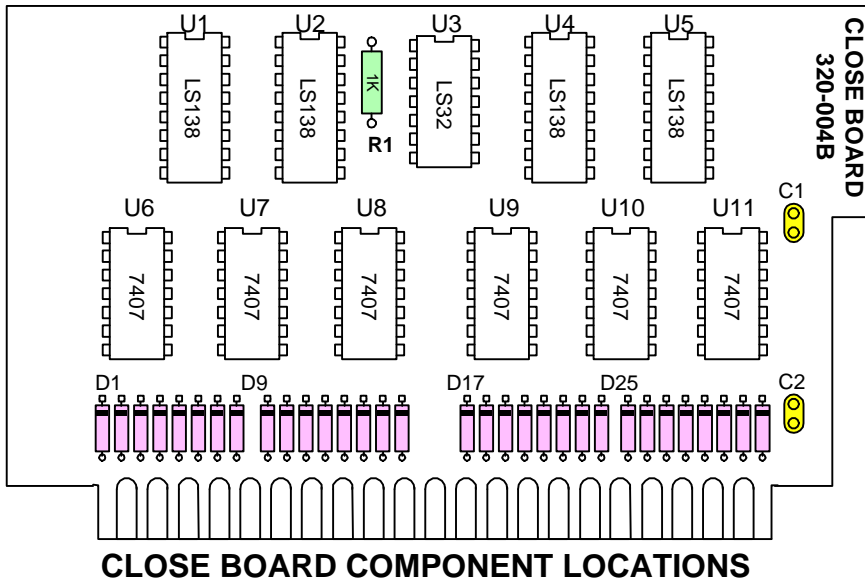 U1 U2 U3 U4 U5
LS138 LS138 1K LS32 LS138 LS138
R1
CLOSE BOARD
320-004B
C1
U6 U7 U8 U9 U10 U11
7407 7407 7407 7407 7407 7407
D1 D9 D17 D25 C2
CLOSE BOARD COMPONENT LOCATIONS